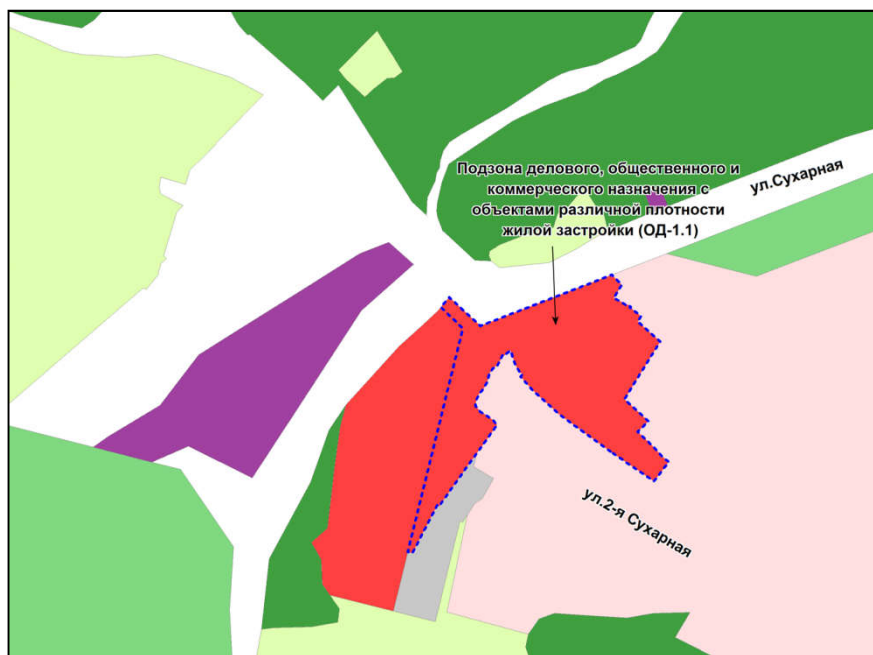 Подзона делового, общественного и
коммерческого назначения с
объектами различной плотности
жилой застройки (ОД-1.1)
ул.Сухарная
ул.2-я Сухарная